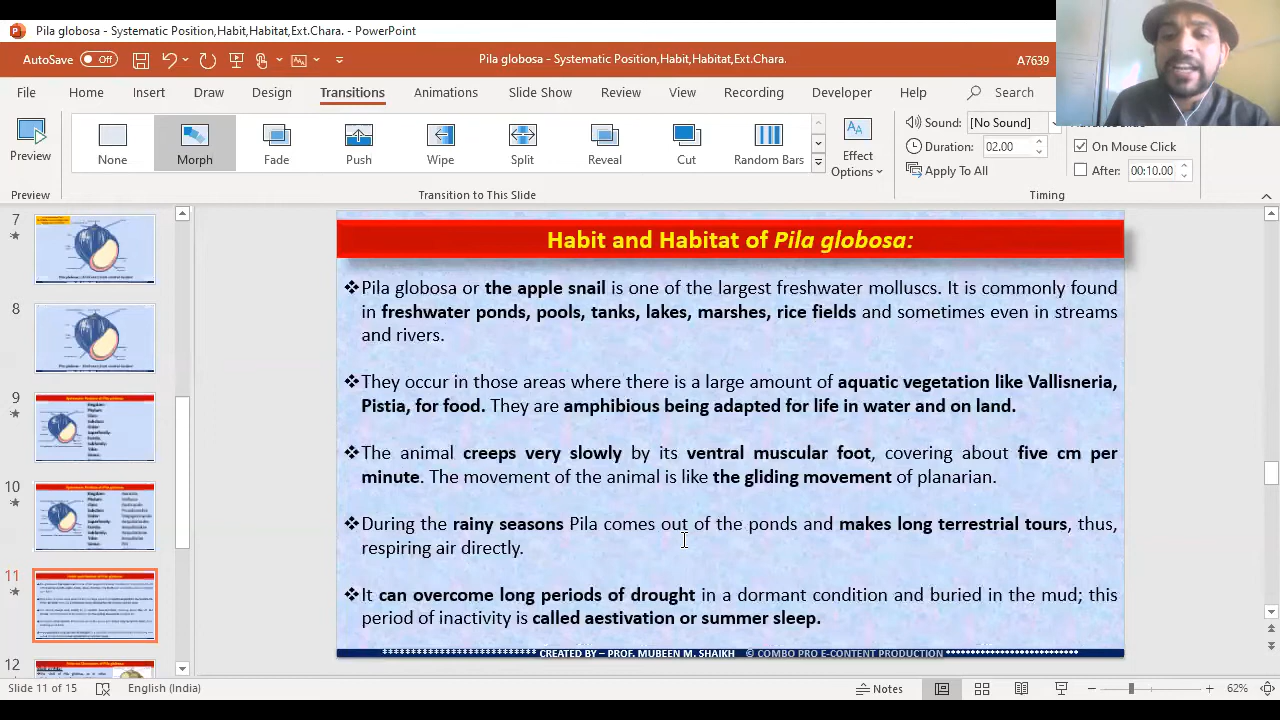 Pila globosa - Systematic Position,Habit,Habitat,Ext.Chara. - PowerPoint
AutoSave Off
Pila globosa - Systematic Position,Habit,Habitat,Ext.Chara.
A7639
File Home Insert Draw Design Transitions Animations Slide Show Review View Recording Developer Help Search
Preview
None Morph Fade Push Wipe Split Reveal Cut Random Bars
Effect Options
Sound: [No Sound]
Duration: 02.00
Apply To All
On Mouse Click
After: 00:10.00
Preview
Transition to This Slide
Timing
7
8
9
10
11
12
Habit and Habitat of Pila globosa:
❖Pila globosa or the apple snail is one of the largest freshwater molluscs. It is commonly found
in freshwater ponds, pools, tanks, lakes, marshes, rice fields and sometimes even in streams
and rivers.
❖They occur in those areas where there is a large amount of aquatic vegetation like Vallisneria,
Pistia, for food. They are amphibious being adapted for life in water and on land.
❖The animal creeps very slowly by its ventral muscular foot, covering about five cm per
minute. The movement of the animal is like the gliding movement of planerian.
❖During the rainy seasons Pila comes out of the ponds and makes long terrestrial tours, thus,
respiring air directly.
❖It can overcome long periods of drought in a dormant condition and buried in the mud; this
period of inactivity is called aestivation or summer sleep.
CREATED BY – PROF. MUBEEN M. SHAIKH © COMBO PRO E-CONTENT PRODUCTION
Slide 11 of 15 English (India) Notes 62%